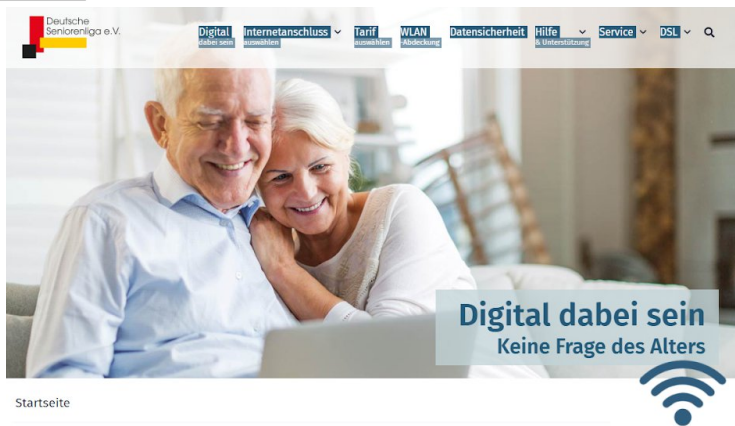 Deutsche
Seniorenliga e.V.
Digital Internetanschluss Tarif WLAN Datensicherheit Hilfe Service DSL
dabei sein auswählen auswählen -Abdeckung & Unterstützung
Digital dabei sein
Keine Frage des Alters
Startseite